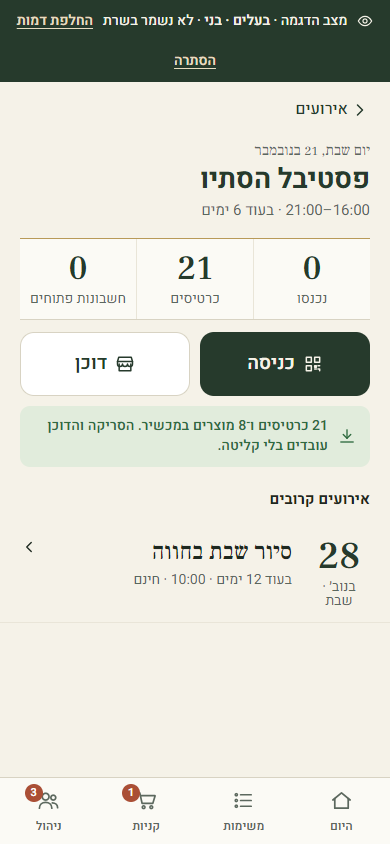 מצב הדגמה · בעלים · בני · לא נשמר בשרת החלפת דמות
הסתרה
אירועים
יום שבת, 21 בנובמבר
פסטיבל הסתיו
16:00–21:00 · בעוד 6 ימים
0 21 0
נכנסו כרטיסים חשבונות פתוחים
כניסה דוכן
21 כרטיסים ו־8 מוצרים במכשיר. הסריקה והדוכן
עובדים בלי קליטה.
אירועים קרובים
28 סיור שבת בחווה
בנוב׳ · בעוד 12 ימים · 10:00 · חינם
שבת
1 3
היום משימות קניות ניהול